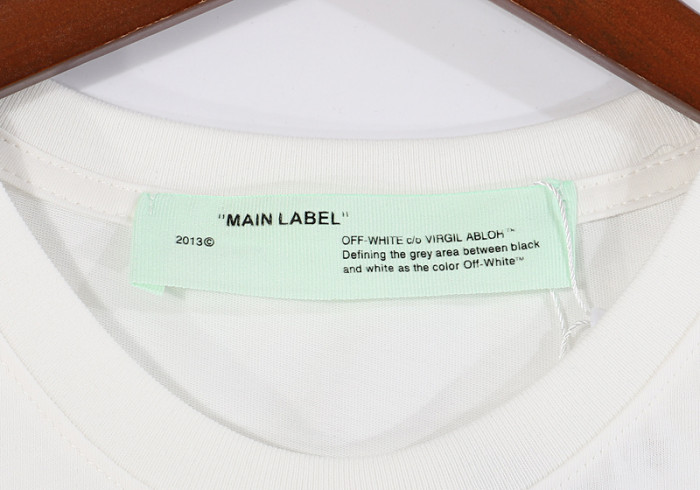 "MAIN LABEL"
2013©
OFF-WHITE c/o VIRGIL ABLOH™
Defining the grey area between black
and white as the color Off-White™